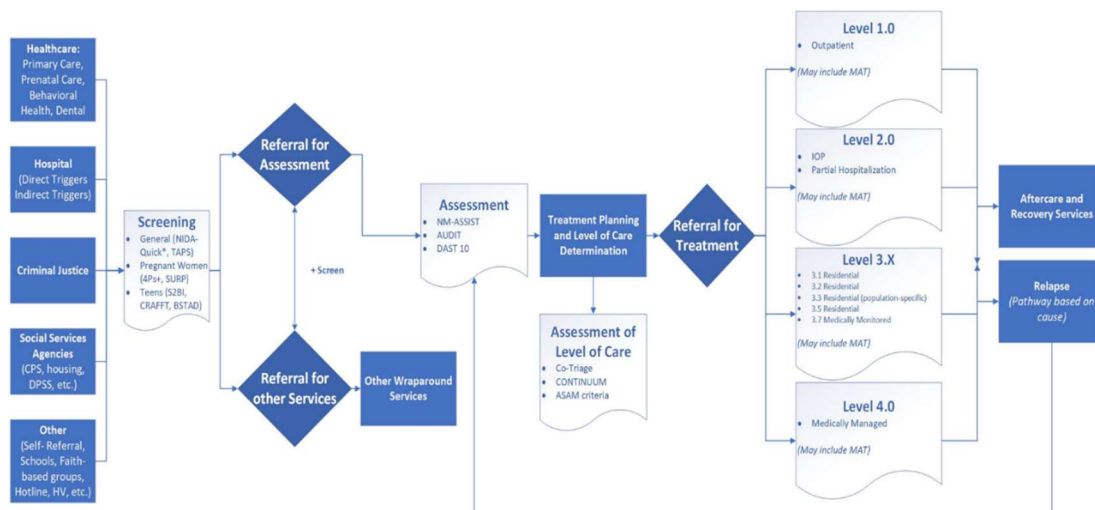 Healthcare:
Primary Care,
Prenatal Care,
Behavioral
Health, Dental
Hospital
(Direct Triggers
Indirect Triggers)
Criminal Justice
Social Services
Agencies
(CPS, housing,
DPSS, etc.)
Other
(Self- Referral,
Schools, Faith-
based groups,
Hotline, HV, etc.)
Screening
• General (NIDA-
Quick*, TAPS)
• Pregnant Women
(4Ps+, SURP)
• Teens (S2BI,
CRAFFT, BSTAD)
Referral for
Assessment
+ Screen
Referral for
other Services
Other Wraparound
Services
Assessment
• NM-ASSIST
• AUDIT
• DAST 10
Treatment Planning
and Level of Care
Determination
Assessment of
Level of Care
• Co-Triage
• CONTINUUM
• ASAM criteria
Referral for
Treatment
Level 1.0
• Outpatient
(May include MAT)
Level 2.0
• IOP
• Partial Hospitalization
(May include MAT)
Level 3.X
• 3.1 Residential
• 3.2 Residential
• 3.3 Residential (population-specific)
• 3.5 Residential
• 3.7 Medically Monitored
(May include MAT)
Level 4.0
• Medically Managed
(May include MAT)
Aftercare and
Recovery Services
Relapse
(Pathway based on
cause)